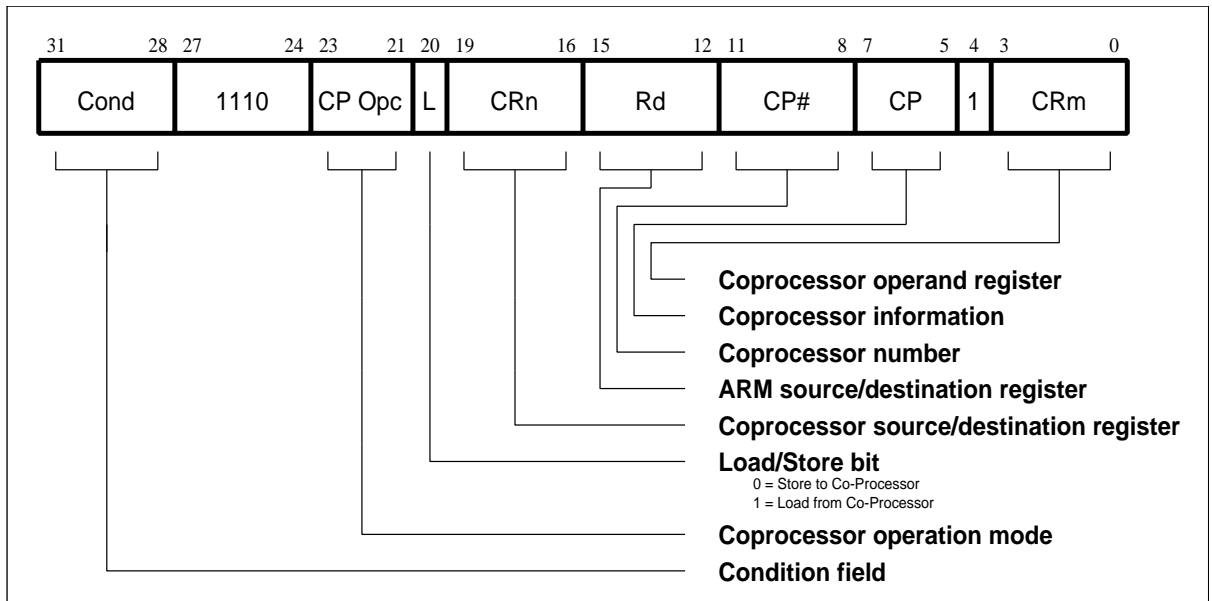 31 28 27 24 23 21 20 19 16 15 12 11 8 7 5 4 3 0
Cond 1110 CP Opc L CRn Rd CP# CP 1 CRm
Coprocessor operand register
Coprocessor information
Coprocessor number
ARM source/destination register
Coprocessor source/destination register
Load/Store bit
0 = Store to Co-Processor
1 = Load from Co-Processor
Coprocessor operation mode
Condition field